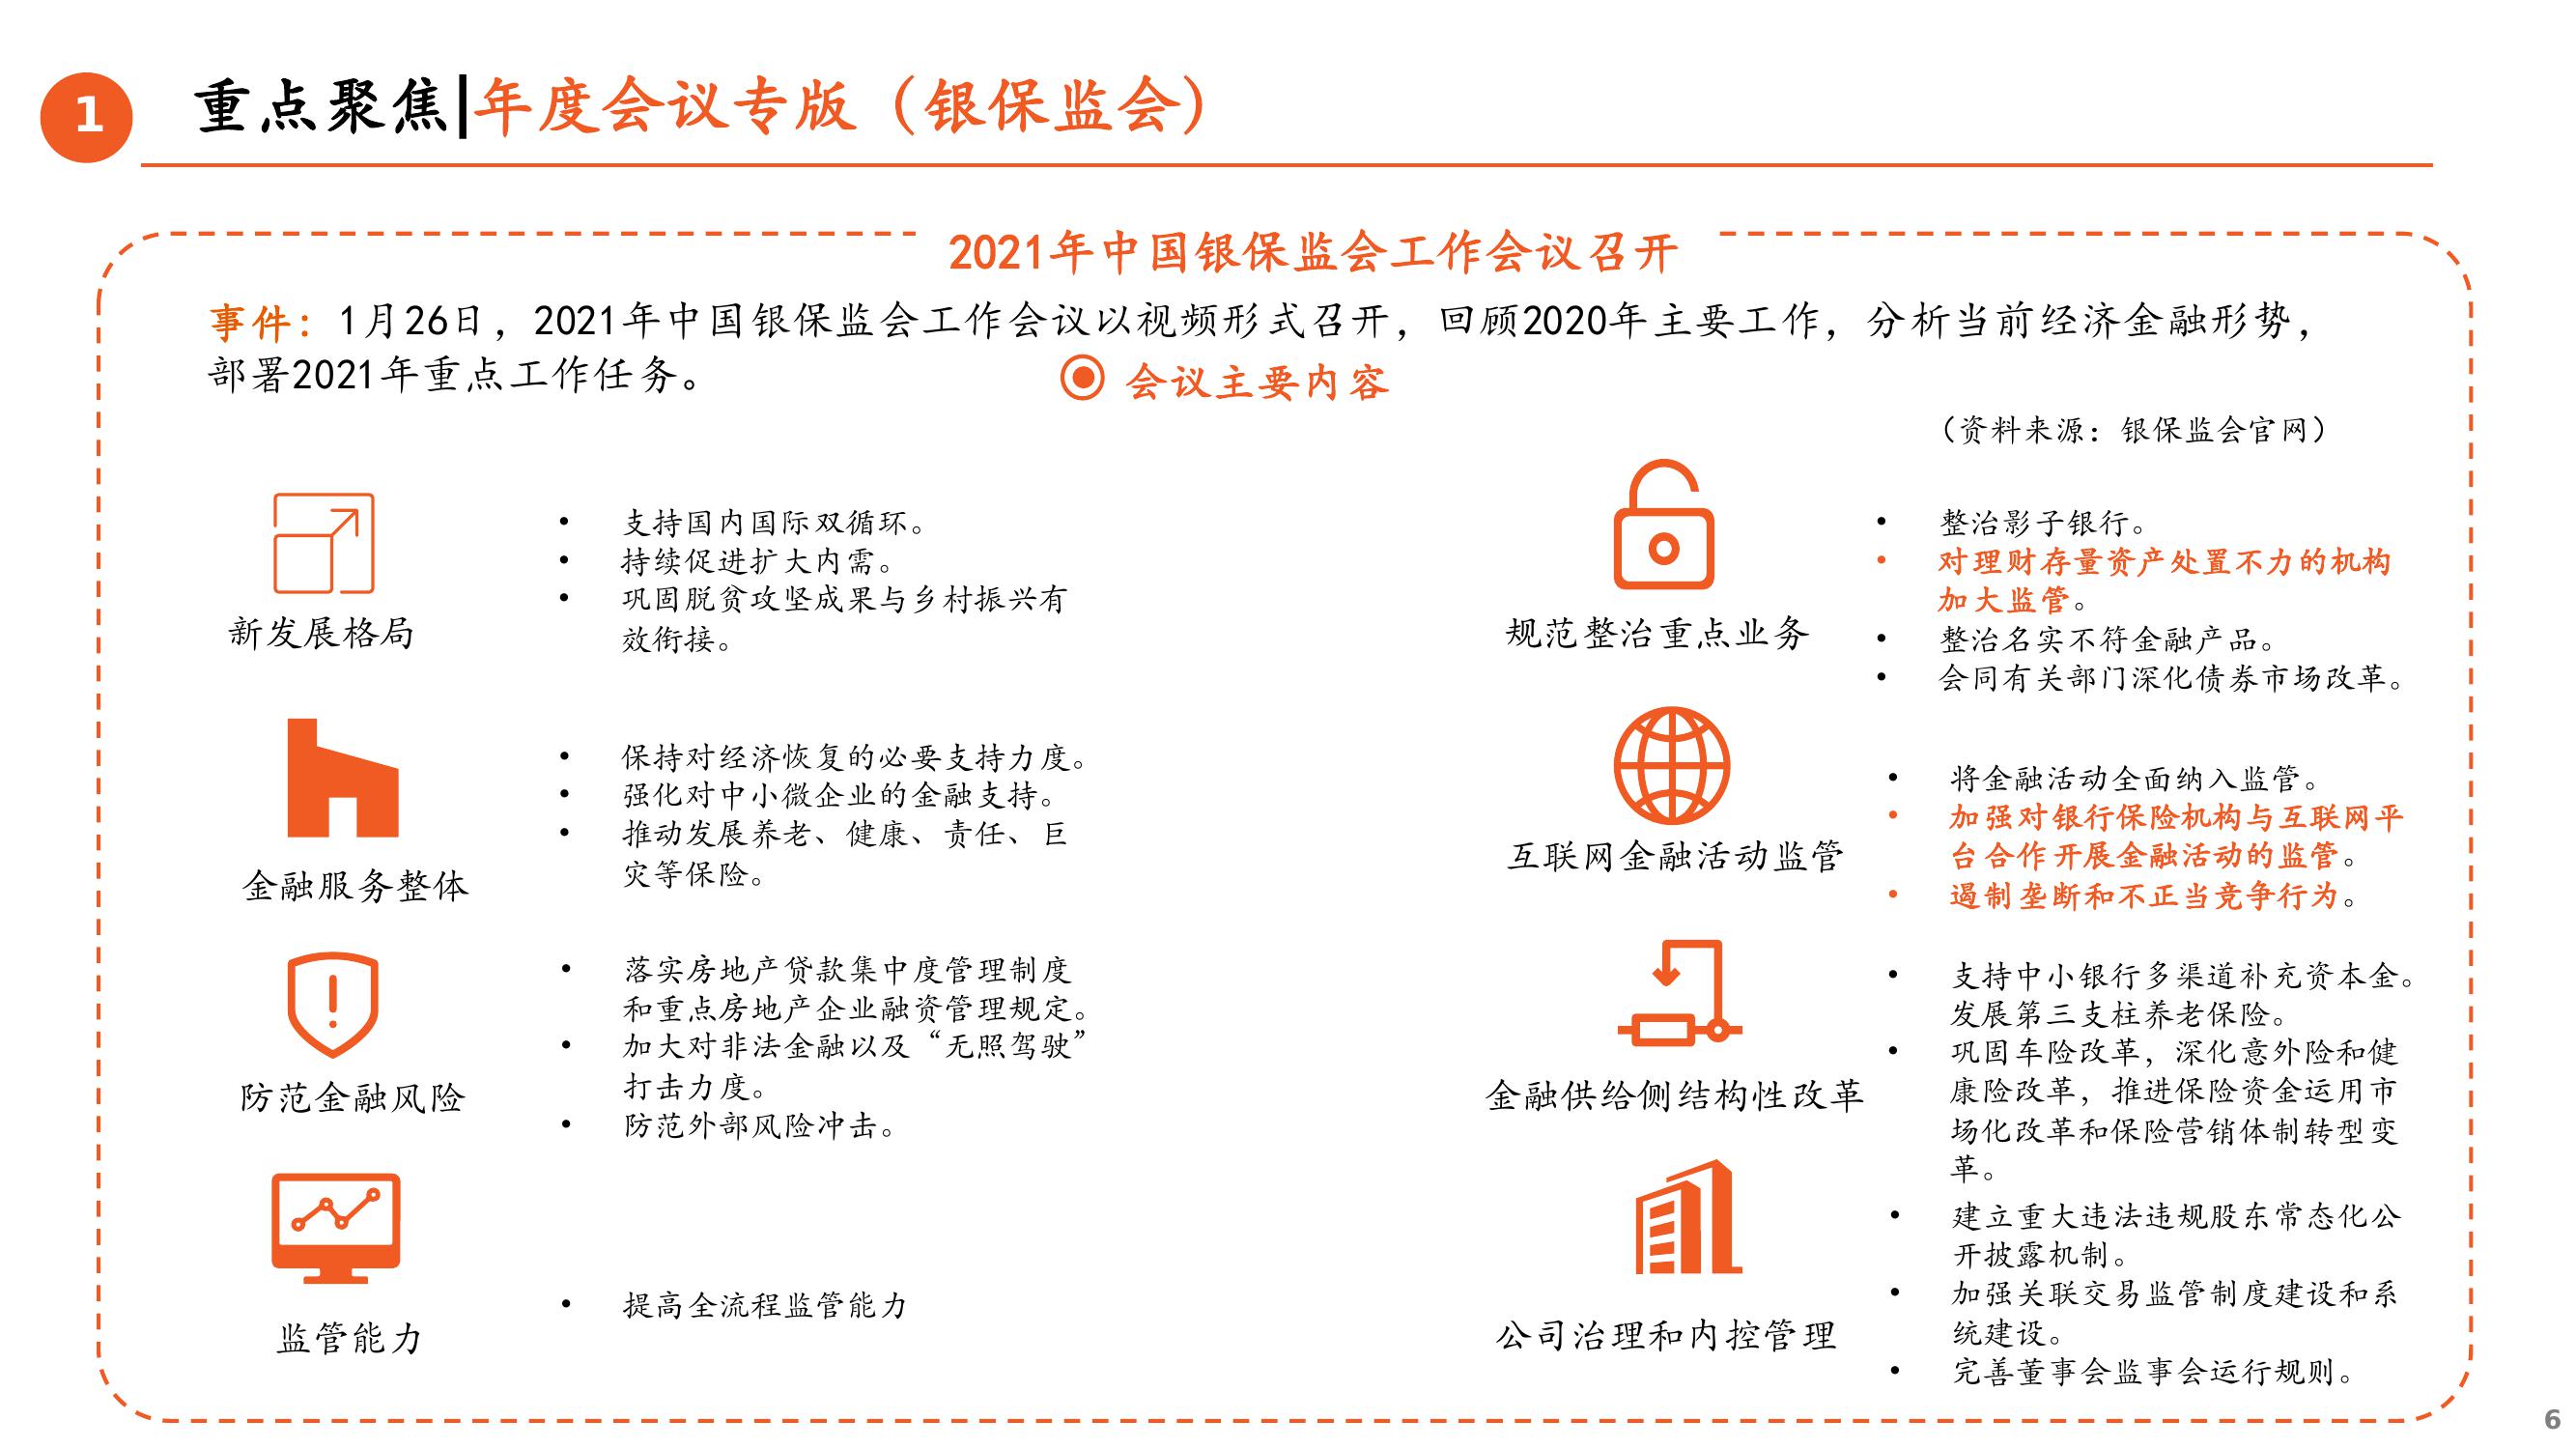 1
重点聚焦|年度会议专版（银保监会）
2021年中国银保监会工作会议召开
事件：1月26日，2021年中国银保监会工作会议以视频形式召开，回顾2020年主要工作，分析当前经济金融形势，
部署2021年重点工作任务。
会议主要内容
（资料来源：银保监会官网）
新发展格局
• 支持国内国际双循环。
• 持续促进扩大内需。
• 巩固脱贫攻坚成果与乡村振兴有
效衔接。
金融服务整体
• 保持对经济恢复的必要支持力度。
• 强化对中小微企业的金融支持。
• 推动发展养老、健康、责任、巨
灾等保险。
防范金融风险
• 落实房地产贷款集中度管理制度
和重点房地产企业融资管理规定。
• 加大对非法金融以及“无照驾驶”
打击力度。
• 防范外部风险冲击。
监管能力
• 提高全流程监管能力
规范整治重点业务
• 整治影子银行。
• 对理财存量资产处置不力的机构
加大监管。
• 整治名实不符金融产品。
• 会同有关部门深化债券市场改革。
互联网金融活动监管
• 将金融活动全面纳入监管。
• 加强对银行保险机构与互联网平
台合作开展金融活动的监管。
• 遏制垄断和不正当竞争行为。
金融供给侧结构性改革
• 支持中小银行多渠道补充资本金。
发展第三支柱养老保险。
• 巩固车险改革，深化意外险和健
康险改革，推进保险资金运用市
场化改革和保险营销体制转型变
革。
公司治理和内控管理
• 建立重大违法违规股东常态化公
开披露机制。
• 加强关联交易监管制度建设和系
统建设。
• 完善董事会监事会运行规则。
6